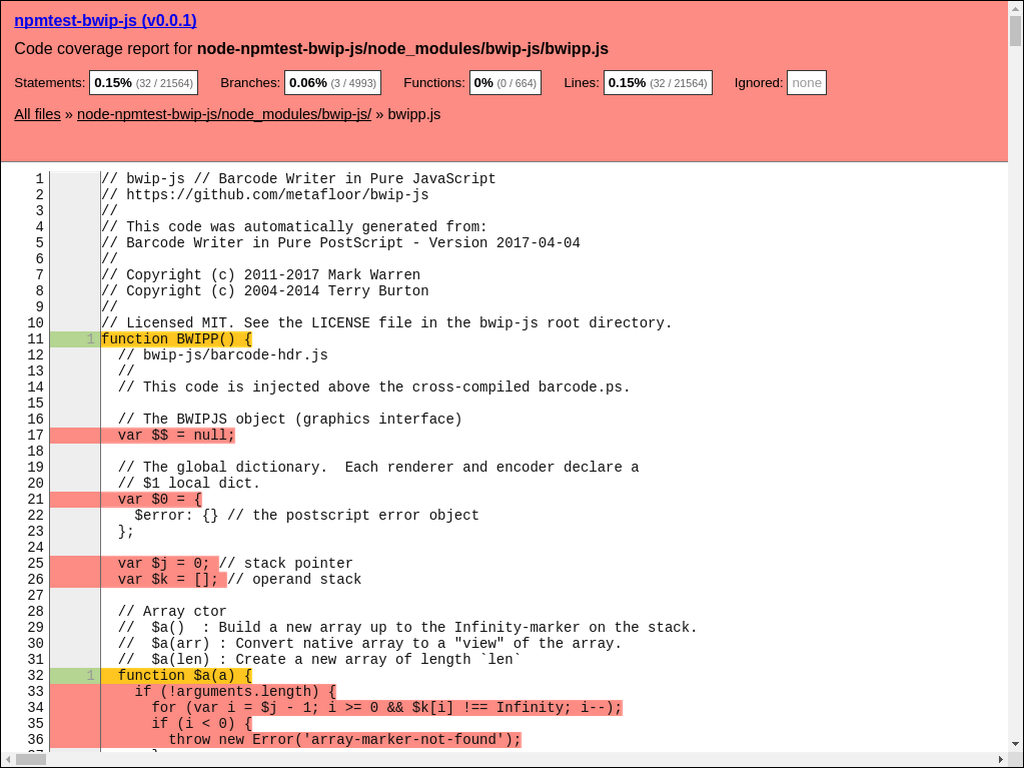 npmtest-bwip-js (v0.0.1)
Code coverage report for node-npmtest-bwip-js/node_modules/bwip-js/bwipp.js
Statements: 0.15% (32 / 21564) Branches: 0.06% (3 / 4993) Functions: 0% (0 / 664) Lines: 0.15% (32 / 21564) Ignored: none
All files » node-npmtest-bwip-js/node_modules/bwip-js/ » bwipp.js
1 // bwip-js // Barcode Writer in Pure JavaScript
2 // https://github.com/metafloor/bwip-js
3 //
4 // This code was automatically generated from:
5 // Barcode Writer in Pure PostScript - Version 2017-04-04
6 //
7 // Copyright (c) 2011-2017 Mark Warren
8 // Copyright (c) 2004-2014 Terry Burton
9 //
10 // Licensed MIT. See the LICENSE file in the bwip-js root directory.
11 1 function BWIPP() {
12 // bwip-js/barcode-hdr.js
13 //
14 // This code is injected above the cross-compiled barcode.ps.
15
16 // The BWIPJS object (graphics interface)
17 var $$ = null;
18
19 // The global dictionary.  Each renderer and encoder declare a
20 // $1 local dict.
21 var $0 = {
22 $error: {} // the postscript error object
23 };
24
25 var $j = 0; // stack pointer
26 var $k = []; // operand stack
27
28 // Array ctor
29 //  $a()  : Build a new array up to the Infinity-marker on the stack.
30 //  $a(arr) : Convert native array to a "view" of the array.
31 //  $a(len) : Create a new array of length `len`
32 1 function $a(a) {
33 if (!arguments.length) {
34 for (var i = $j - 1; i >= 0 && $k[i] !== Infinity; i--);
35 if (i < 0) {
36 throw new Error('array-marker-not-found');